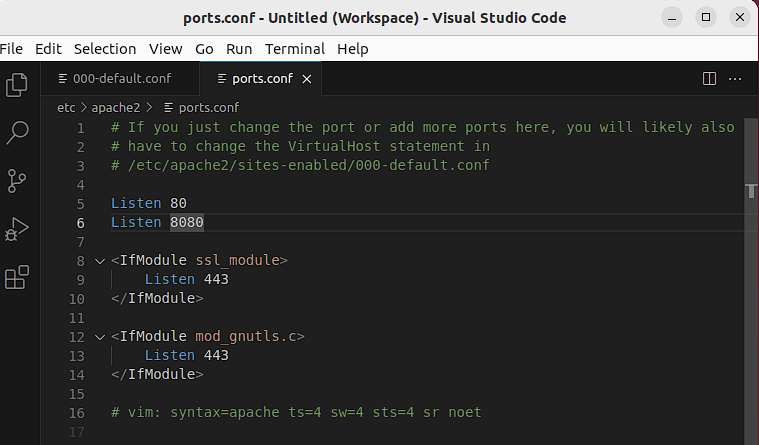 ports.conf - Untitled (Workspace) - Visual Studio Code
File Edit Selection View Go Run Terminal Help
000-default.conf ports.conf
etc > apache2 > ports.conf
1 # If you just change the port or add more ports here, you will likely also
2 # have to change the VirtualHost statement in
3 # /etc/apache2/sites-enabled/000-default.conf
4
5 Listen 80
6 Listen 8080
7
8 <IfModule ssl_module>
9 Listen 443
10 </IfModule>
11
12 <IfModule mod_gnutls.c>
13 Listen 443
14 </IfModule>
15
16 # vim: syntax=apache ts=4 sw=4 sts=4 sr noet
17